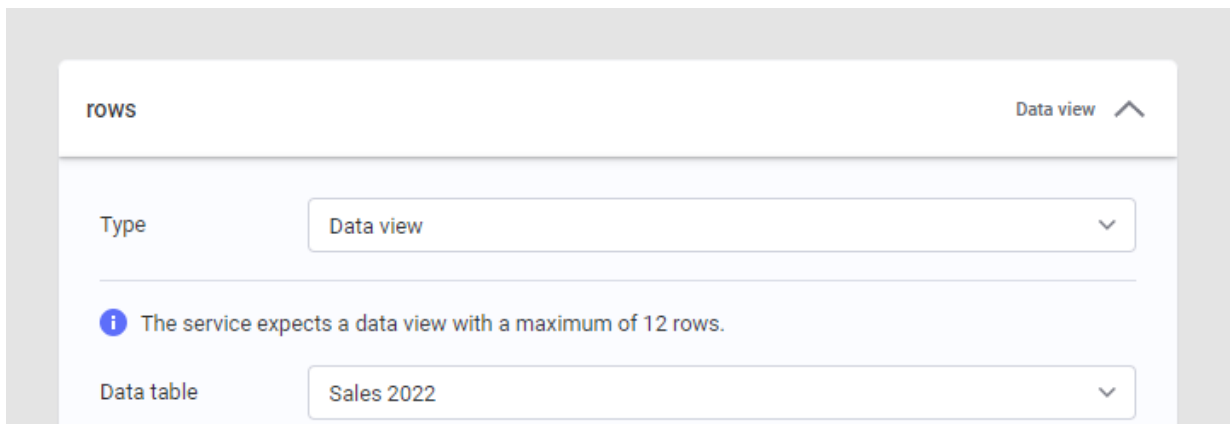 rows Data view
Type Data view
The service expects a data view with a maximum of 12 rows.
Data table Sales 2022